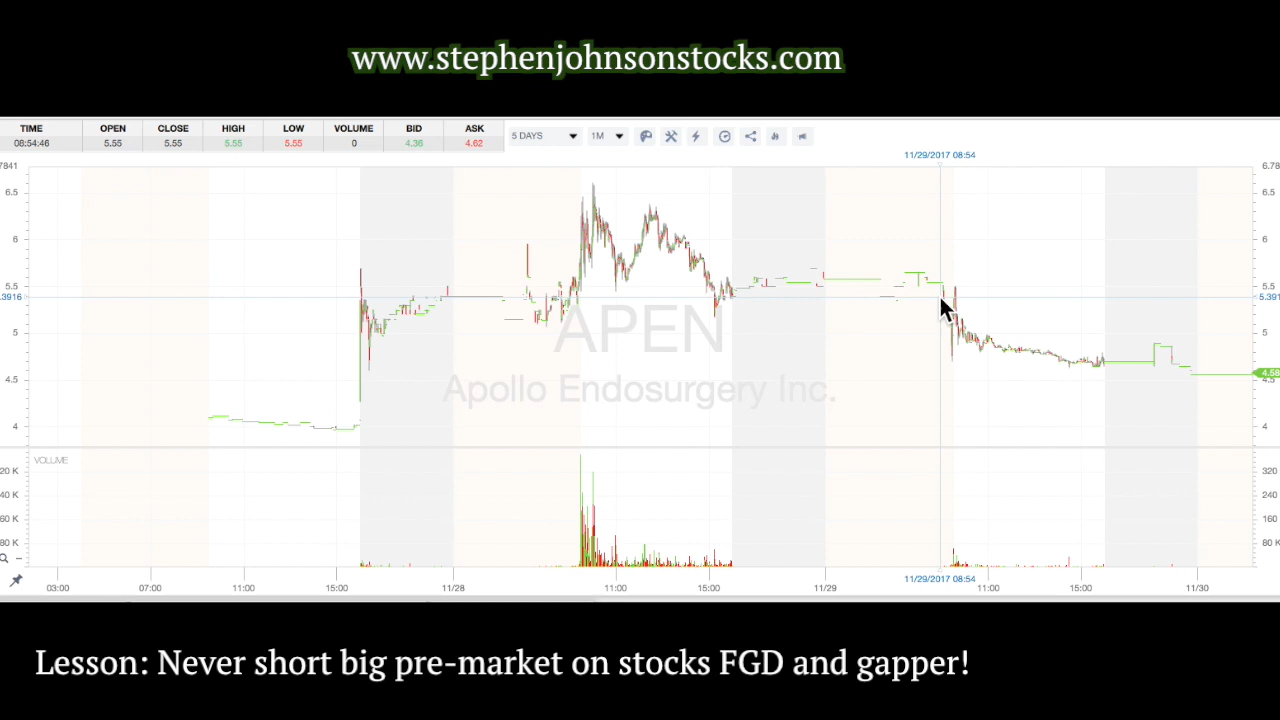 www.stephenjohnsonstocks.com
TIME OPEN CLOSE HIGH LOW VOLUME BID ASK
08:54:46 5.55 5.55 5.55 5.55 0 4.36 4.62
5 DAYS 1M
11/29/2017 08:54
7841 6.78
6.5 6.5
6 6
5.5 5.5
.3916 5.391
5 5
4.58
4.5
4 4
APEN
Apollo Endosurgery Inc.
VOLUME
20 K 320
40 K 240
60 K 160
80 K 80 K
11/29/2017 08:54
03:00 07:00 11:00 15:00 11/28 11:00 15:00 11/29 11:00 15:00 11/30
Lesson: Never short big pre-market on stocks FGD and gapper!